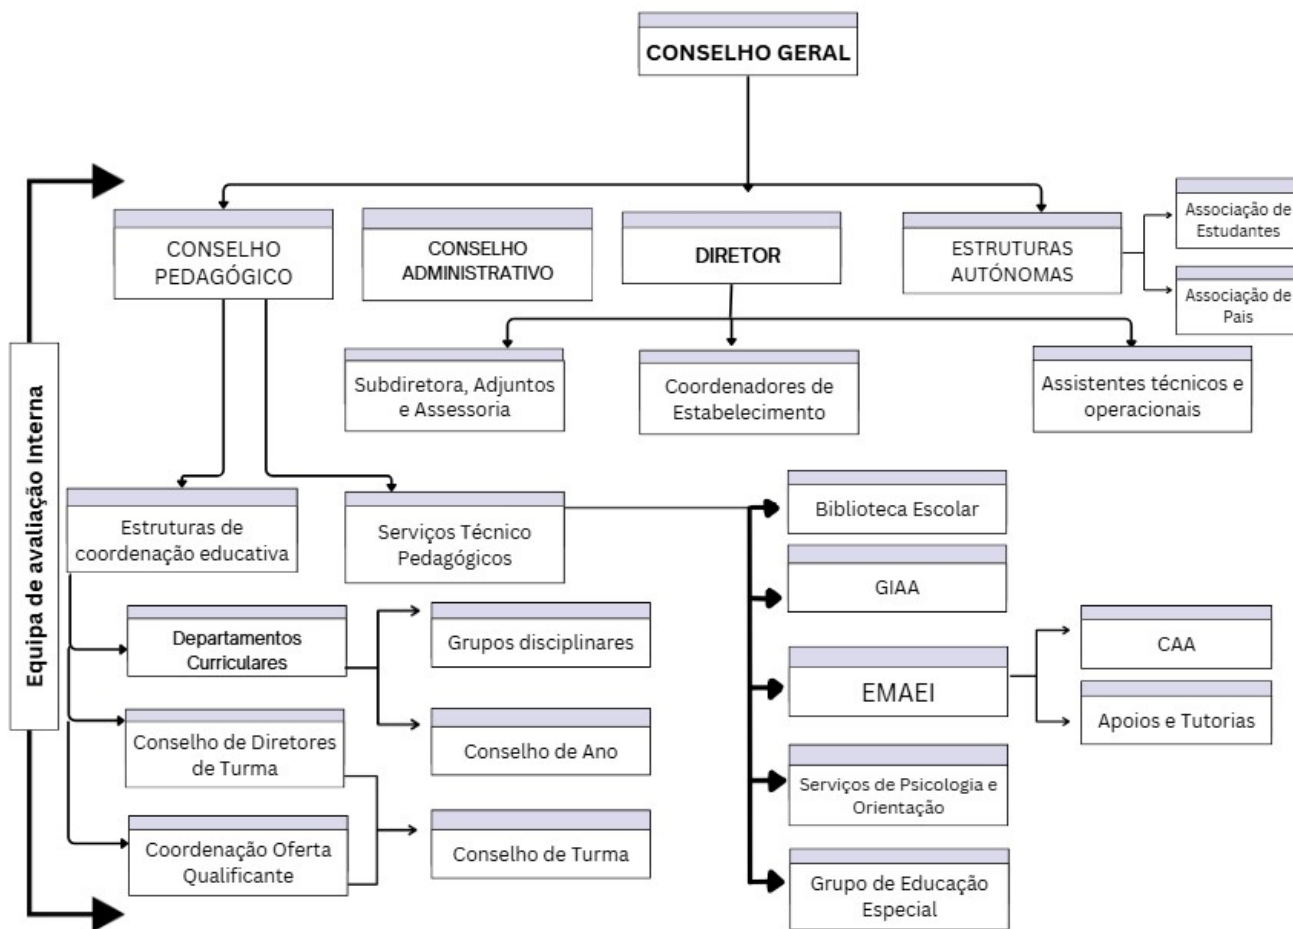 CONSELHO GERAL
CONSELHO
PEDAGÓGICO
CONSELHO
ADMINISTRATIVO
DIRETOR
ESTRUTURAS
AUTÓNOMAS
Associação de
Estudantes
Associação de
Pais
Equipa de avaliação Interna
Subdiretora, Adjuntos
e Assessoria
Coordenadores de
Estabelecimento
Assistentes técnicos e
operacionais
Estruturas de
coordenação educativa
Serviços Técnico
Pedagógicos
Biblioteca Escolar
GIAA
EMAEI
CAA
Apoios e Tutorias
Serviços de Psicologia e
Orientação
Grupo de Educação
Especial
Departamentos
Curriculares
Grupos disciplinares
Conselho de Ano
Conselho de Diretores
de Turma
Coordenação Oferta
Qualificante
Conselho de Turma